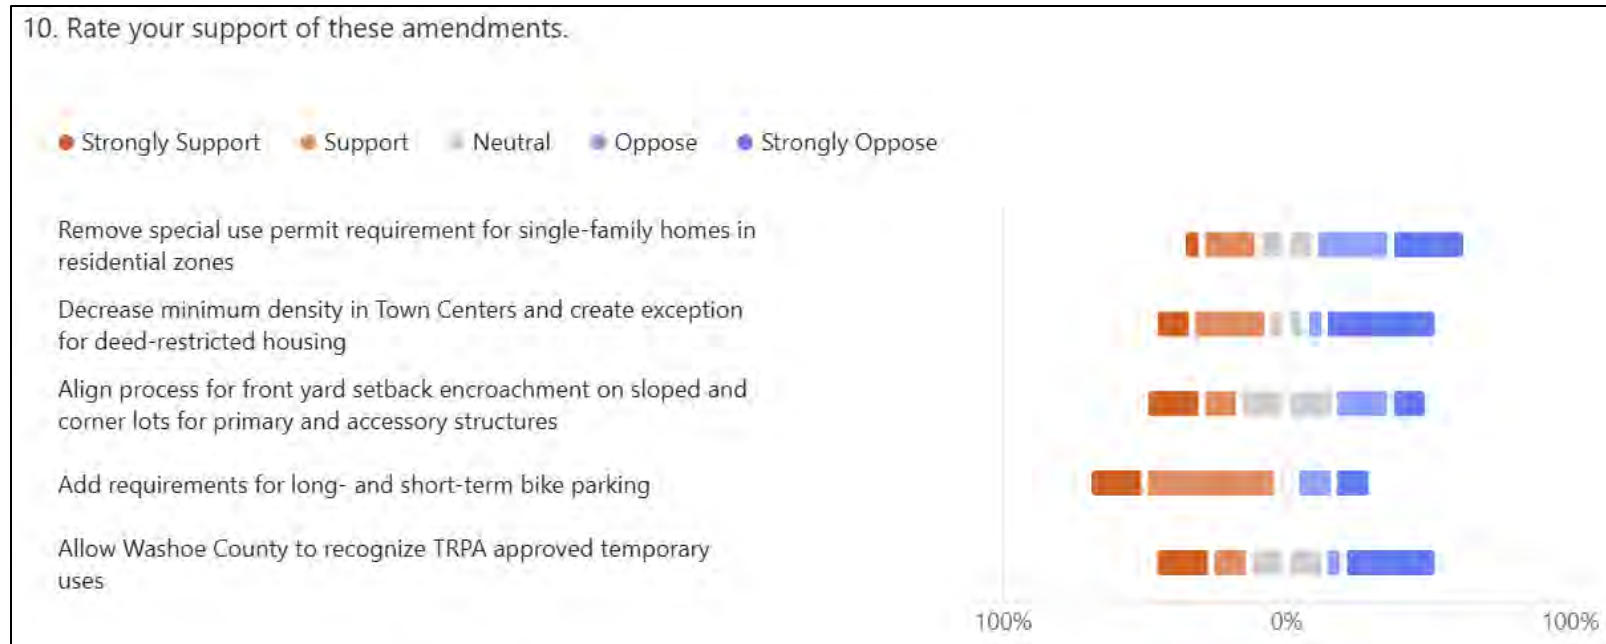 10. Rate your support of these amendments.
Strongly Support Support Neutral Oppose Strongly Oppose
Remove special use permit requirement for single-family homes in
residential zones
Decrease minimum density in Town Centers and create exception
for deed-restricted housing
Align process for front yard setback encroachment on sloped and
corner lots for primary and accessory structures
Add requirements for long- and short-term bike parking
Allow Washoe County to recognize TRPA approved temporary
uses
100% 0% 100%